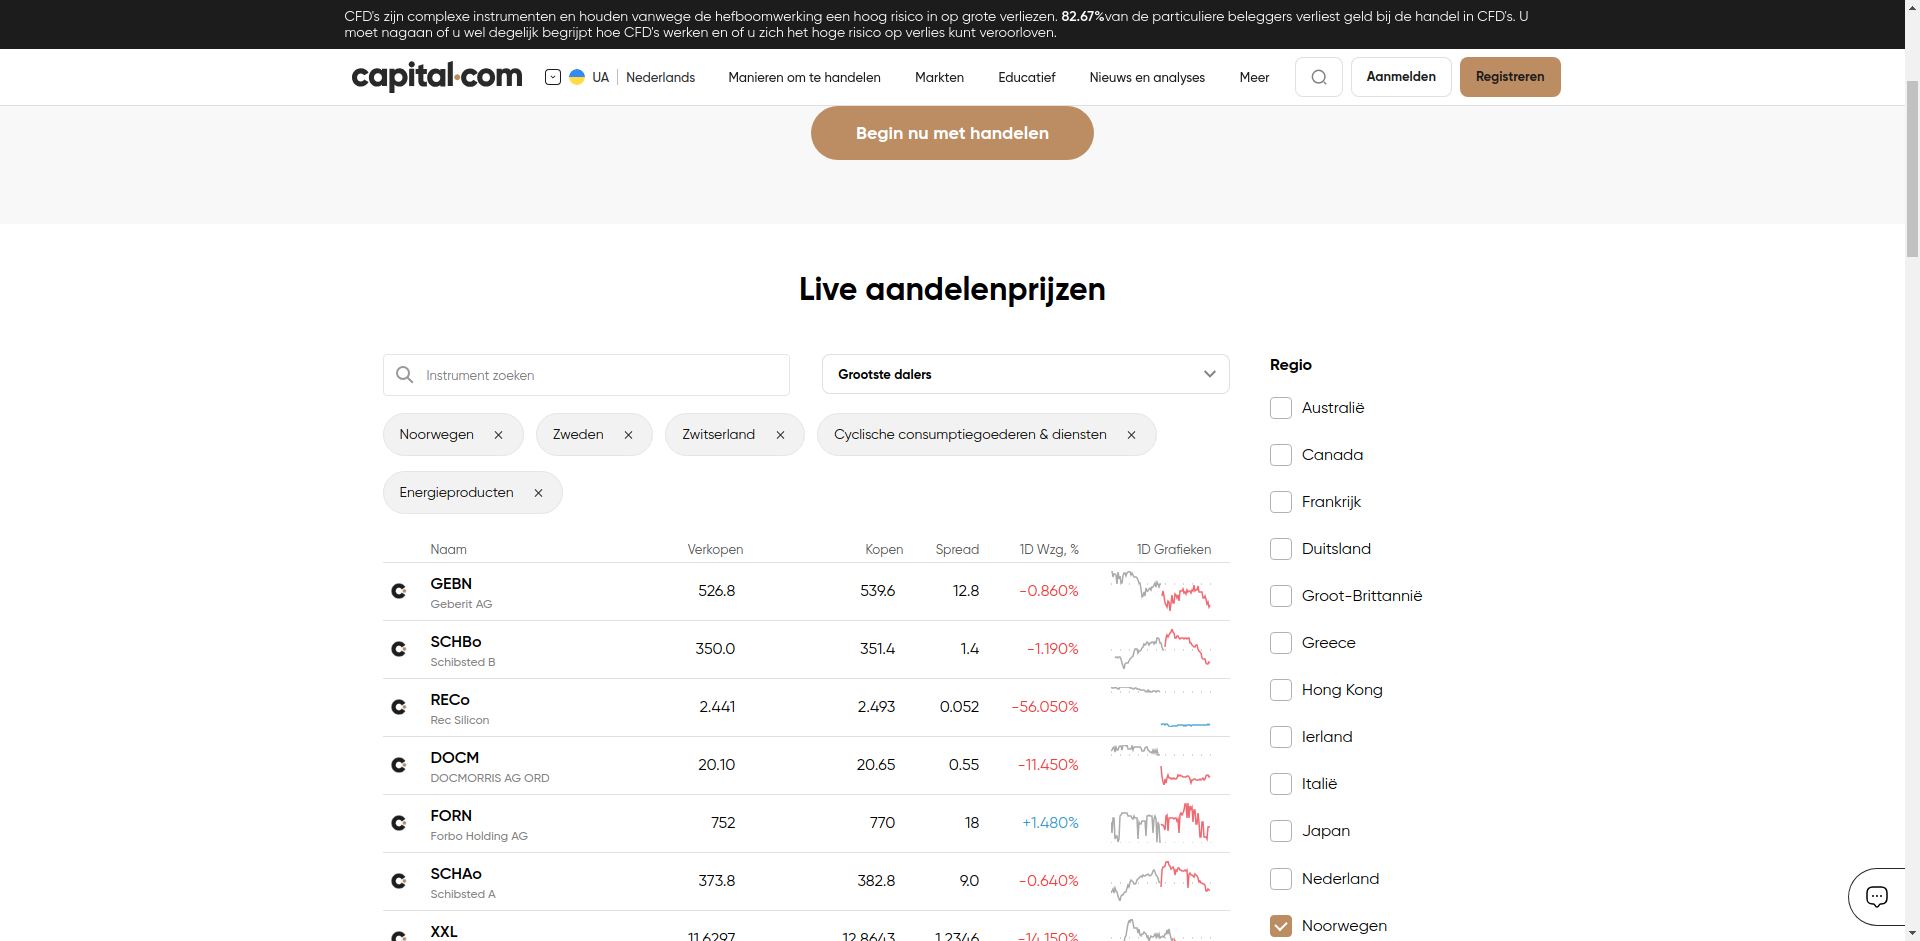 CFD's zijn complexe instrumenten en houden vanwege de hefboomwerking een hoog risico in op grote verliezen. 82.67%van de particuliere beleggers verliest geld bij de handel in CFD's. U
moet nagaan of u wel degelijk begrijpt hoe CFD's werken en of u zich het hoge risico op verlies kunt veroorloven.
capital.com UA Nederlands Manieren om te handelen Markten Educatief Nieuws en analyses Meer Aanmelden Registreren
Begin nu met handelen
Live aandelenprijzen
Instrument zoeken
Grootste dalers
Noorwegen
Zweden
Zwitserland
Cyclische consumptiegoederen & diensten
Energieproducten
Naam Verkopen Kopen Spread 1D Wzg, % 1D Grafieken
GEBN 526.8 539.6 12.8 -0.860%
Geberit AG
SCHBo 350.0 351.4 1.4 -1.190%
Schibsted B
RECo 2.441 2.493 0.052 -56.050%
Rec Silicon
DOCM 20.10 20.65 0.55 -11.450%
DOCMORRIS AG ORD
FORN 752 770 18 +1.480%
Forbo Holding AG
SCHAo 373.8 382.8 9.0 -0.640%
Schibsted A
XXL 11.6297 12.8643 1.2346 -14.150%
Regio
Australië
Canada
Frankrijk
Duitsland
Groot-Brittannië
Greece
Hong Kong
Ierland
Italië
Japan
Nederland
Noorwegen